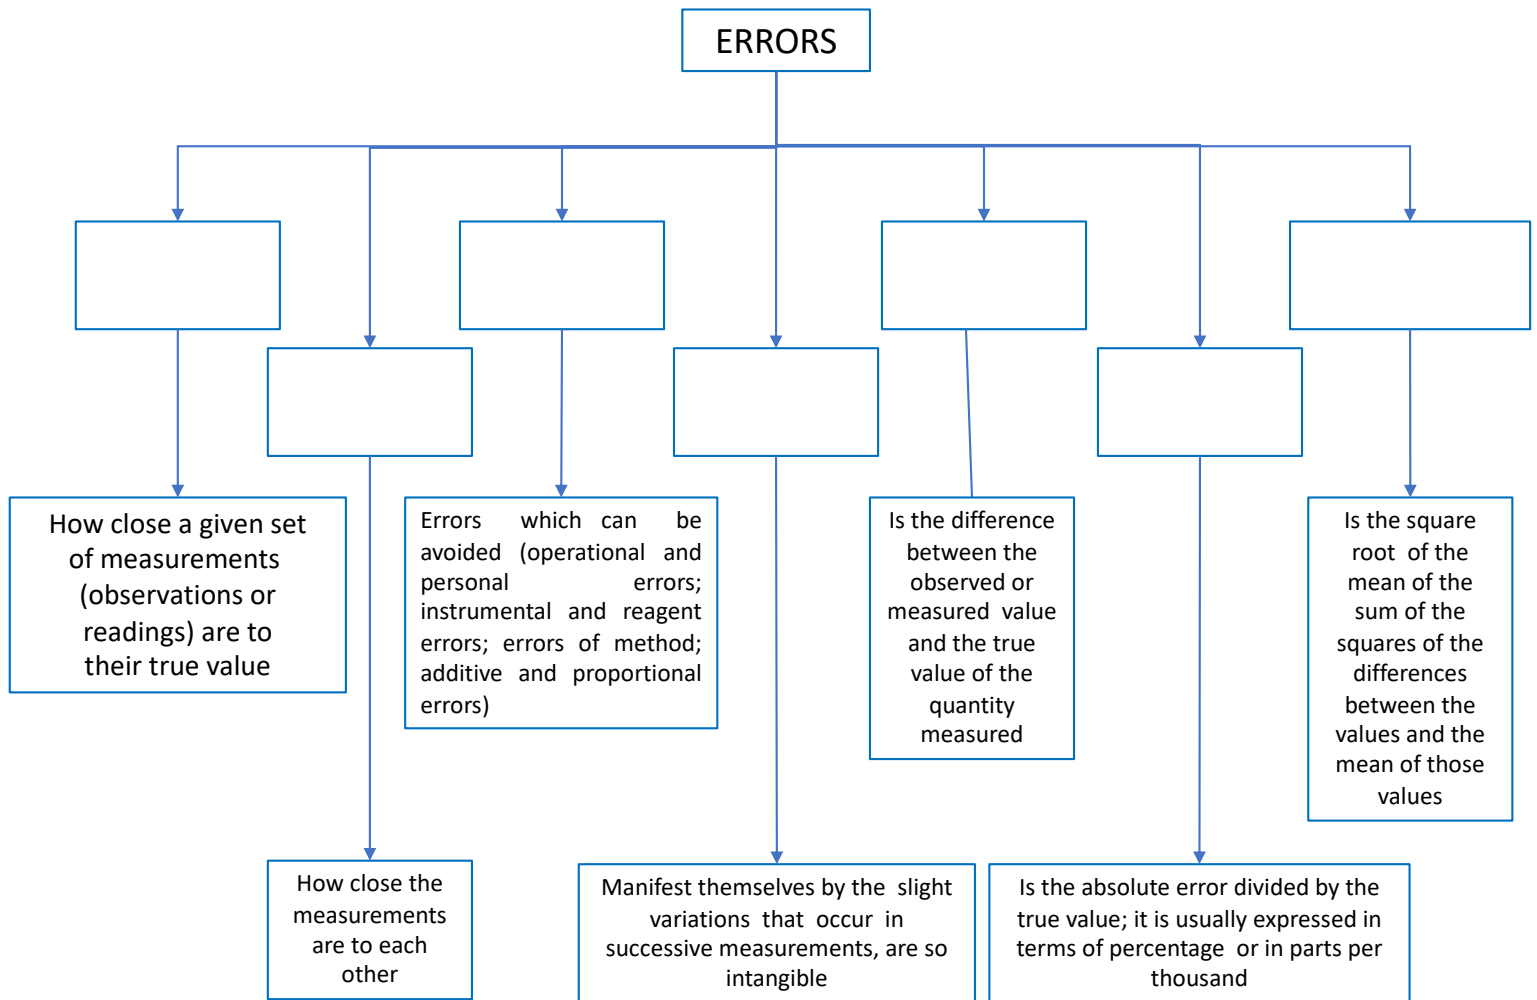 ERRORS
How close a given set
of measurements
(observations or
readings) are to
their true value
Errors which can be
avoided (operational and
personal errors;
instrumental and reagent
errors; errors of method;
additive and proportional
errors)
Is the difference
between the
observed or
measured value
and the true
value of the
quantity
measured
Is the square
root of the
mean of the
sum of the
squares of the
differences
between the
values and the
mean of those
values
How close the
measurements
are to each
other
Manifest themselves by the slight
variations that occur in
successive measurements, are so
intangible
Is the absolute error divided by the
true value; it is usually expressed in
terms of percentage or in parts per
thousand